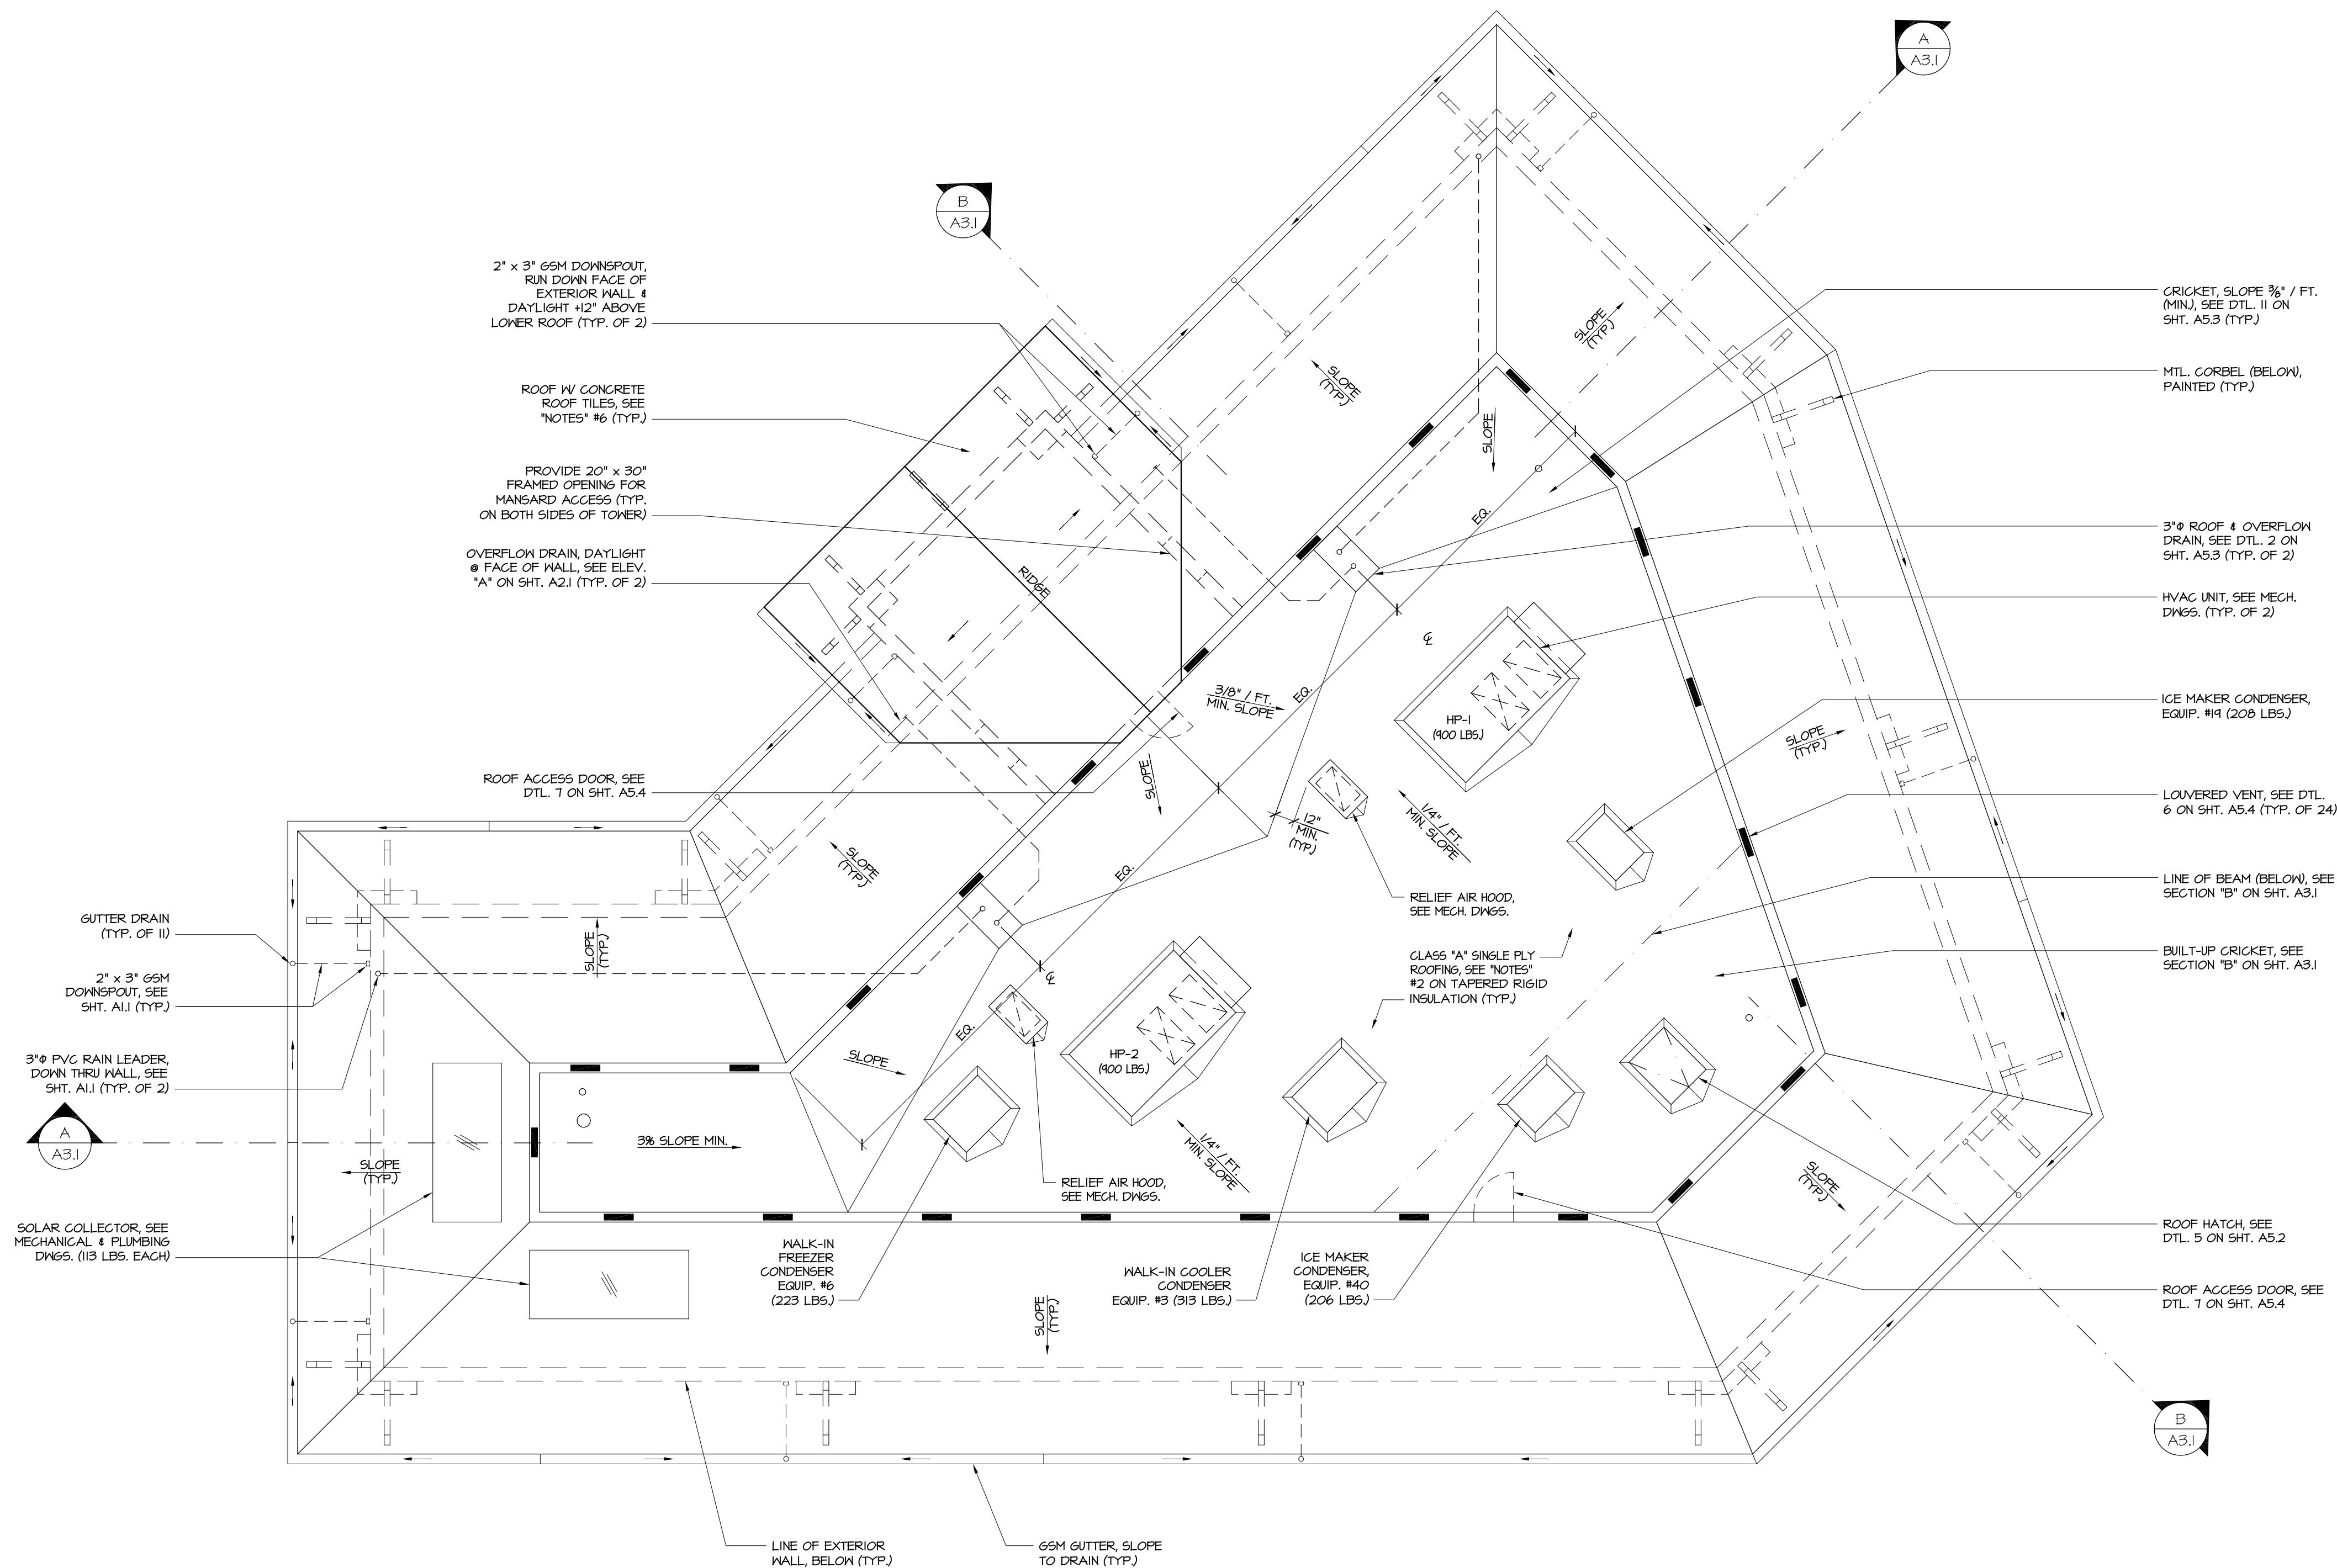 A
A3.1
B
A3.1
2" x 3" GSM DOWNSPOUT,
RUN DOWN FACE OF
EXTERIOR WALL &
DAYLIGHT +12" ABOVE
LOWER ROOF (TYP. OF 2)
ROOF W/ CONCRETE
ROOF TILES, SEE
"NOTES" #6 (TYP.)
PROVIDE 20" x 30"
FRAMED OPENING FOR
MANSARD ACCESS (TYP.
ON BOTH SIDES OF TOWER)
OVERFLOW DRAIN, DAYLIGHT
@ FACE OF WALL, SEE ELEV.
"A" ON SHT. A2.1 (TYP. OF 2)
ROOF ACCESS DOOR, SEE
DTL. 7 ON SHT. A5.4
GUTTER DRAIN
(TYP. OF 11)
2" x 3" GSM
DOWNSPOUT, SEE
SHT. A1.1 (TYP.)
3"Φ PVC RAIN LEADER,
DOWN THRU WALL, SEE
SHT. A1.1 (TYP. OF 2)
A
A3.1
SOLAR COLLECTOR, SEE
MECHANICAL & PLUMBING
DWGS. (113 LBS. EACH)
CRICKET, SLOPE ⅜" / FT.
(MIN.), SEE DTL. 11 ON
SHT. A5.3 (TYP.)
MTL. CORBEL (BELOW),
PAINTED (TYP.)
3"Φ ROOF & OVERFLOW
DRAIN, SEE DTL. 2 ON
SHT. A5.3 (TYP. OF 2)
HVAC UNIT, SEE MECH.
DWGS. (TYP. OF 2)
ICE MAKER CONDENSER,
EQUIP. #19 (208 LBS.)
LOUVERED VENT, SEE DTL.
6 ON SHT. A5.4 (TYP. OF 24)
LINE OF BEAM (BELOW), SEE
SECTION "B" ON SHT. A3.1
BUILT-UP CRICKET, SEE
SECTION "B" ON SHT. A3.1
ROOF HATCH, SEE
DTL. 5 ON SHT. A5.2
ROOF ACCESS DOOR, SEE
DTL. 7 ON SHT. A5.4
B
A3.1
SLOPE
(TYP.)
SLOPE
(TYP.)
SLOPE
EQ.
RIDGE
℄
3/8" / FT.
MIN. SLOPE
EQ.
HP-1
(900 LBS.)
SLOPE
(TYP.)
SLOPE
12"
MIN.
(TYP.)
1/4" / FT.
MIN. SLOPE
SLOPE
(TYP.)
EQ.
RELIEF AIR HOOD,
SEE MECH. DWGS.
SLOPE
(TYP.)
CLASS "A" SINGLE PLY
ROOFING, SEE "NOTES"
#2 ON TAPERED RIGID
INSULATION (TYP.)
℄
EQ.
SLOPE
HP-2
(900 LBS.)
3% SLOPE MIN.
1/4" / FT.
MIN. SLOPE
SLOPE
(TYP.)
RELIEF AIR HOOD,
SEE MECH. DWGS.
SLOPE
(TYP.)
WALK-IN
FREEZER
CONDENSER
EQUIP. #6
(223 LBS.)
WALK-IN COOLER
CONDENSER
EQUIP. #3 (313 LBS.)
ICE MAKER
CONDENSER,
EQUIP. #40
(206 LBS.)
SLOPE
(TYP.)
LINE OF EXTERIOR
WALL, BELOW (TYP.)
GSM GUTTER, SLOPE
TO DRAIN (TYP.)